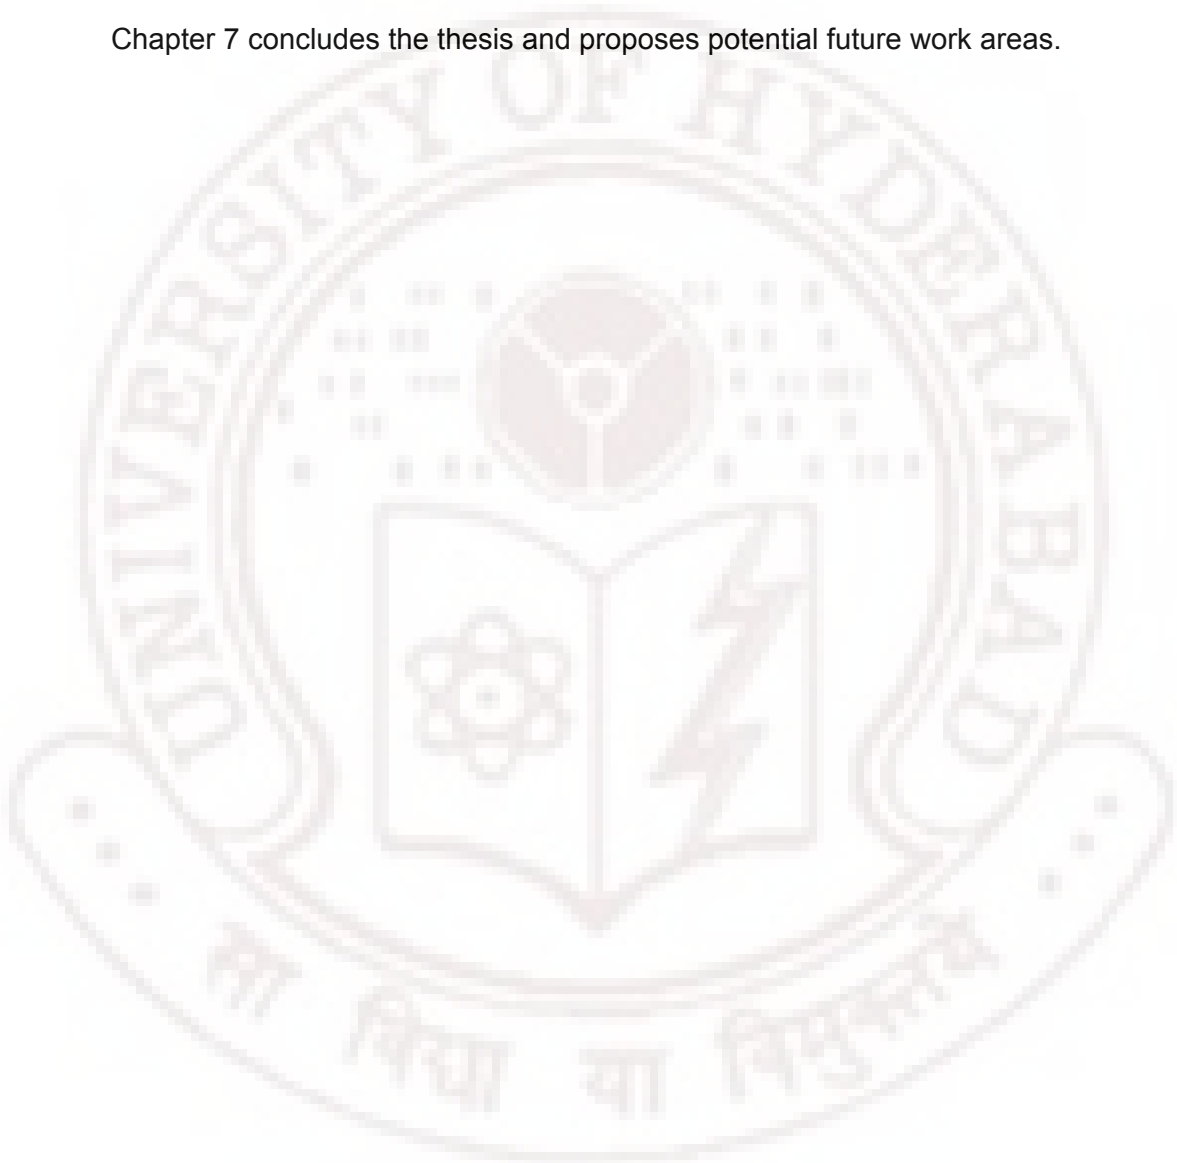 Chapter 7 concludes the thesis and proposes potential future work areas.
UNIVERSITY OF HYDERABAD
सा विद्या या विमुक्तये